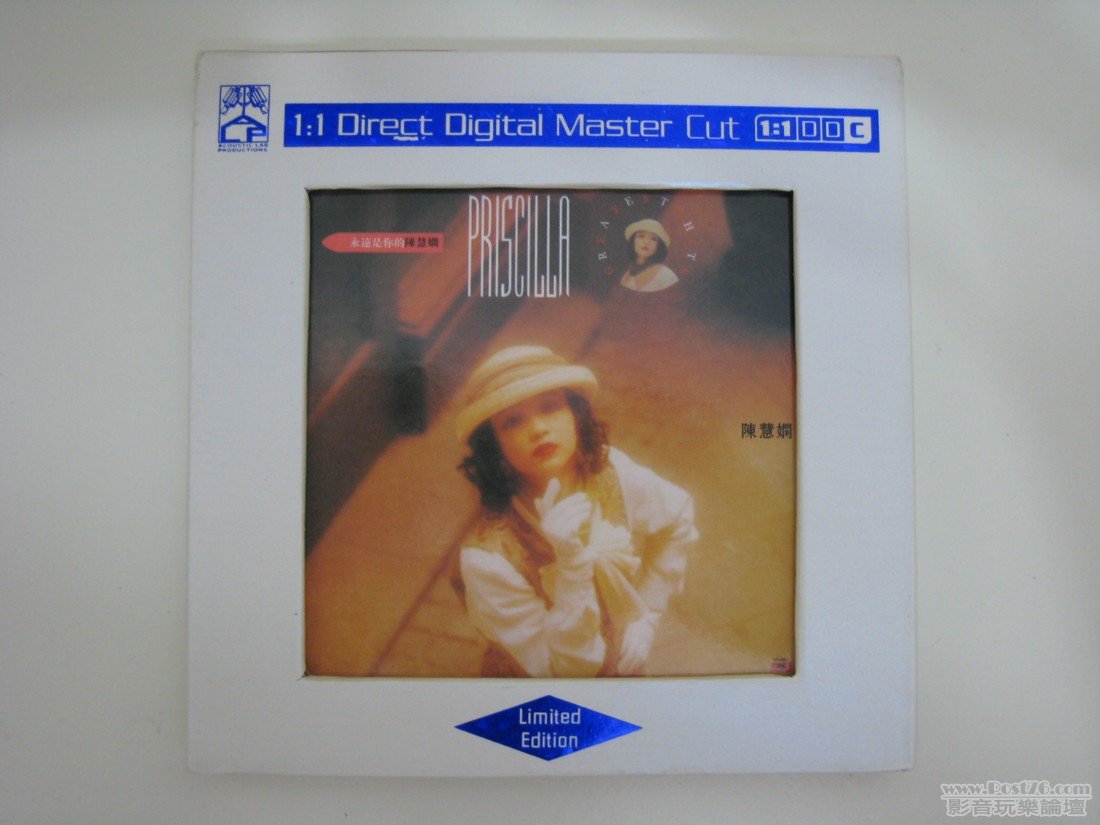 ACOUSTIC LAB
PRODUCTIONS
1:1 Direct Digital Master Cut 1:1 D D C
永遠是你的陳慧嫻
PRISCILLA
GREATEST HITS
陳慧嫻
Limited
Edition
www.Post76.com
影音玩樂論壇